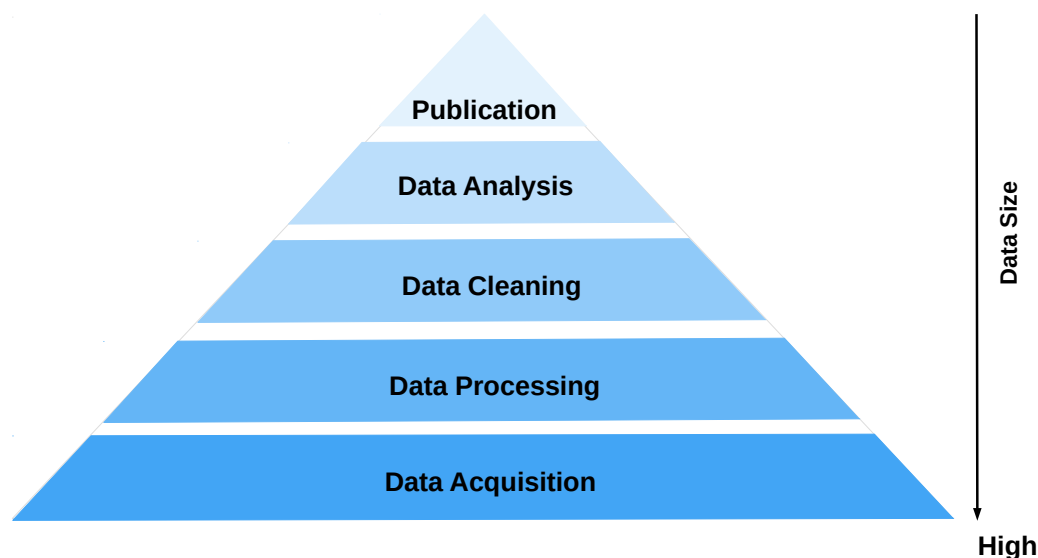 Publication
Data Analysis
Data Cleaning
Data Processing
Data Acquisition
Data Size
High